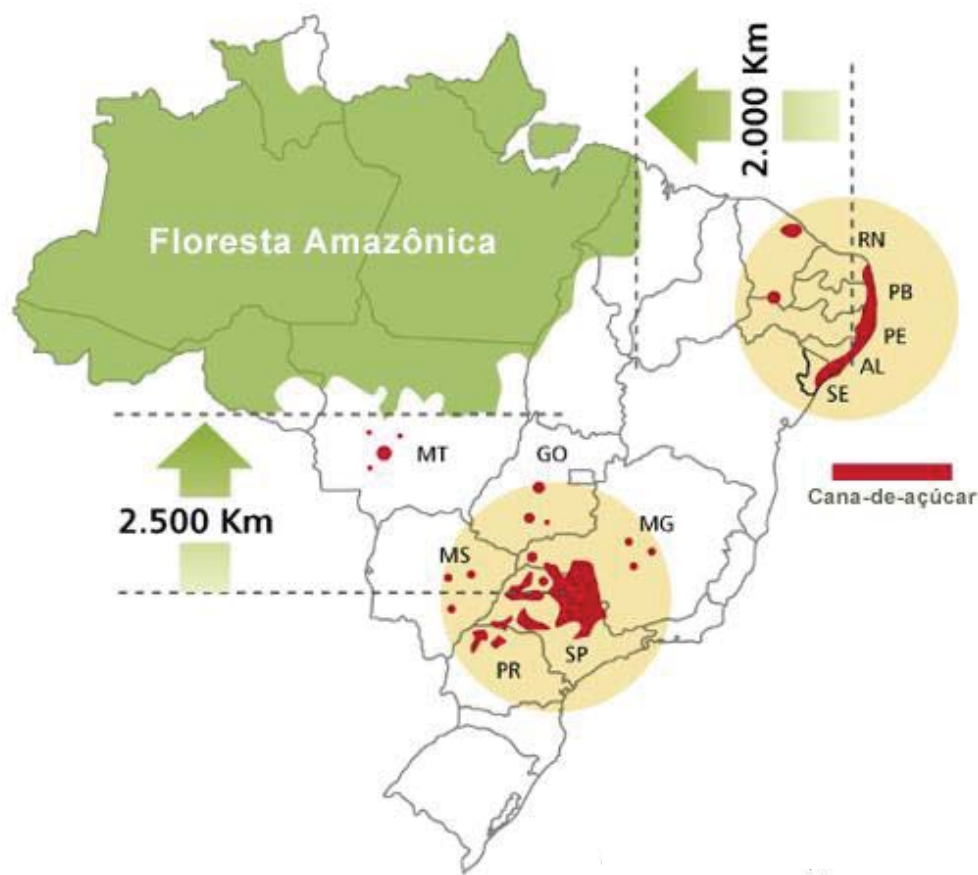 2.000 Km
Floresta Amazônica
RN
PB
PE
AL
SE
MT
GO
Cana-de-açúcar
2.500 Km
MG
MS
SP
PR